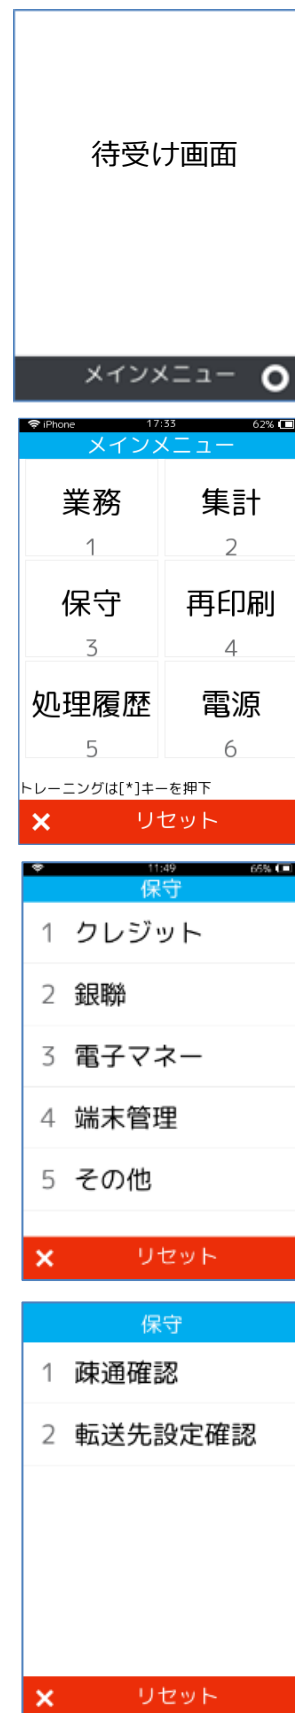 待受け画面
メインメニュー
iPhone 17:33 62%
メインメニュー
業務 集計
1 2
保守 再印刷
3 4
処理履歴 電源
5 6
トレーニングは[*]キーを押下
× リセット
11:49 65%
保守
1 クレジット
2 銀聯
3 電子マネー
4 端末管理
5 その他
× リセット
保守
1 疎通確認
2 転送先設定確認
× リセット